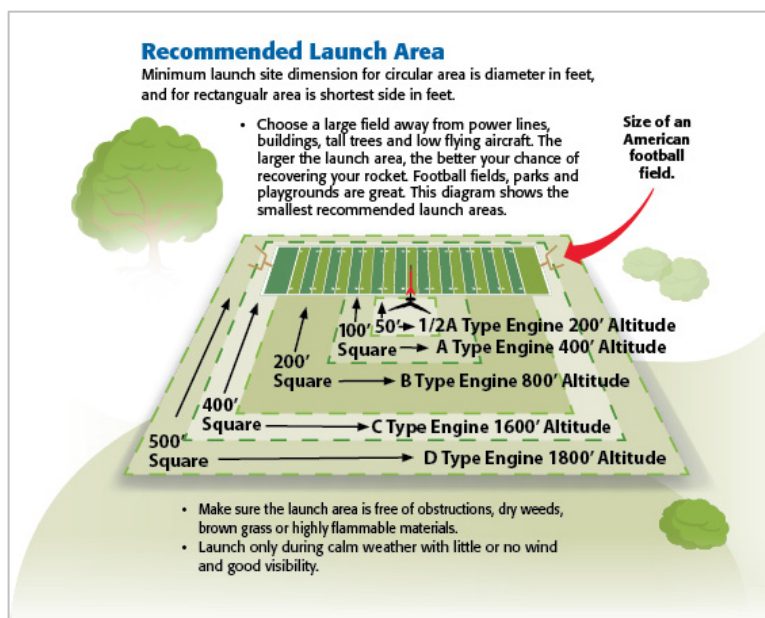 Recommended Launch Area
Minimum launch site dimension for circular area is diameter in feet,
and for rectangualr area is shortest side in feet.
• Choose a large field away from power lines,
buildings, tall trees and low flying aircraft. The
larger the launch area, the better your chance of
recovering your rocket. Football fields, parks and
playgrounds are great. This diagram shows the
smallest recommended launch areas.
Size of an
American
football
field.
50' 1/2A Type Engine 200' Altitude
100'
Square A Type Engine 400' Altitude
200'
Square B Type Engine 800' Altitude
400'
Square C Type Engine 1600' Altitude
500'
Square D Type Engine 1800' Altitude
• Make sure the launch area is free of obstructions, dry weeds,
brown grass or highly flammable materials.
• Launch only during calm weather with little or no wind
and good visibility.